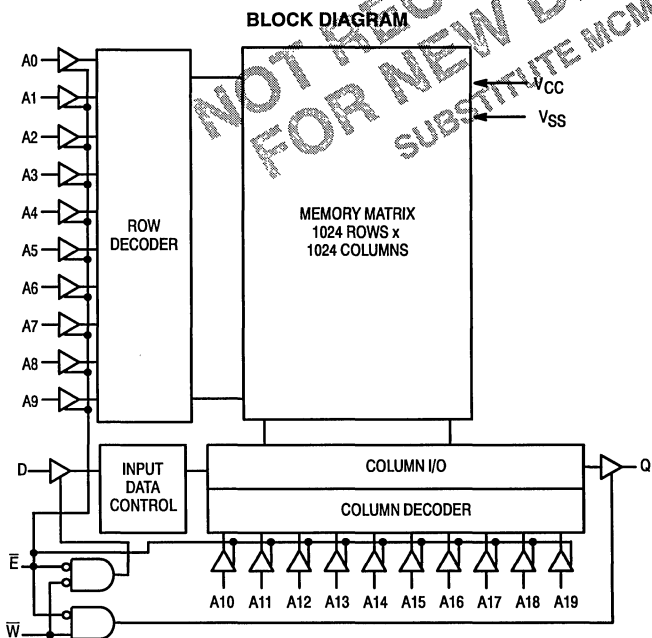 BLOCK DIAGRAM
NOT
FOR NEW
SUBSTITUTE MCM
A0
A1
A2
A3
A4
A5
A6
A7
A8
A9
ROW
DECODER
MEMORY MATRIX
1024 ROWS x
1024 COLUMNS
VCC
VSS
D
INPUT
DATA
CONTROL
COLUMN I/O
COLUMN DECODER
Q
E
W
A10 A11 A12 A13 A14 A15 A16 A17 A18 A19